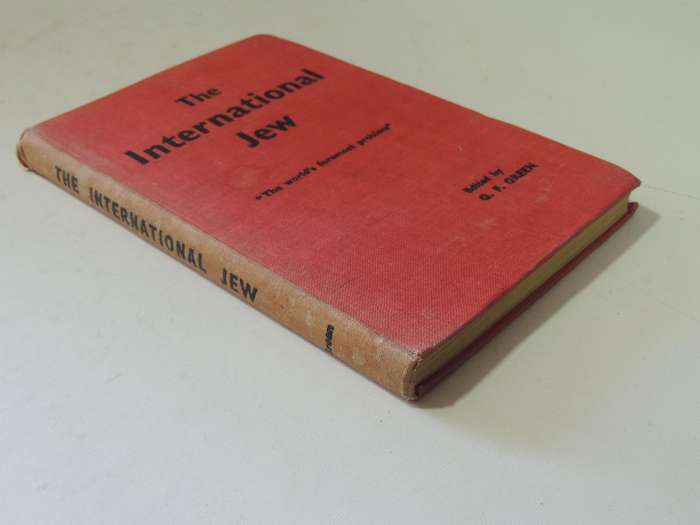 The
International
Jew
"The world's foremost problem"
Edited by
G. F. GREEN
THE INTERNATIONAL JEW